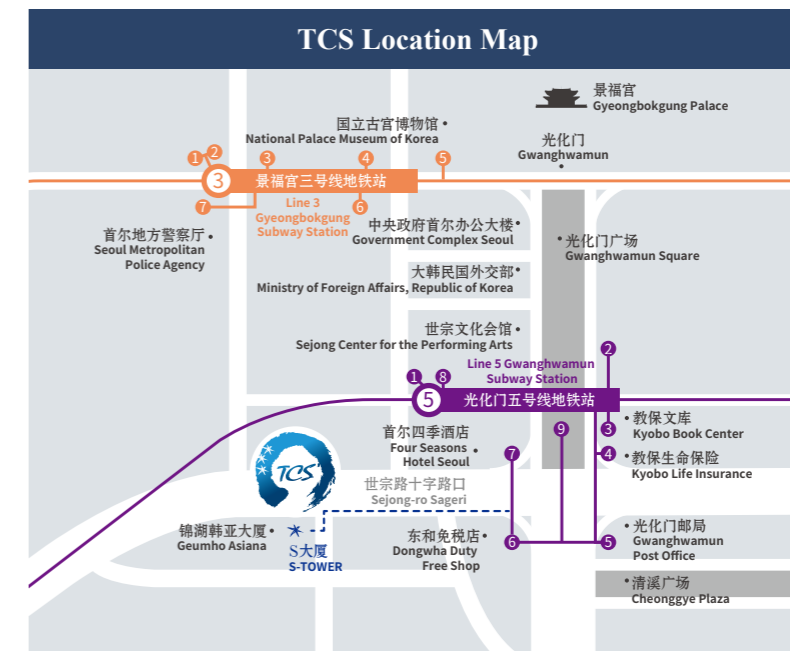 TCS Location Map
景福宫
Gyeongbokgung Palace
国立古宫博物馆
National Palace Museum of Korea
光化门
Gwanghwamun
1
2
3
4
5
3
景福宫三号线地铁站
7
6
Line 3
Gyeongbokgung
Subway Station
首尔地方警察厅
Seoul Metropolitan
Police Agency
中央政府首尔办公大楼
Government Complex Seoul
光化门广场
Gwanghwamun Square
大韩民国外交部
Ministry of Foreign Affairs, Republic of Korea
世宗文化会馆
Sejong Center for the Performing Arts
Line 5 Gwanghwamun
Subway Station
2
1
8
5
光化门五号线地铁站
3
教保文库
Kyobo Book Center
9
首尔四季酒店
Four Seasons
Hotel Seoul
7
4
教保生命保险
Kyobo Life Insurance
TCS
世宗路十字路口
Sejong-ro Sageri
锦湖韩亚大厦
Geumho Asiana
S大厦
S-TOWER
东和免税店
Dongwha Duty
Free Shop
6
5
光化门邮局
Gwanghwamun
Post Office
清溪广场
Cheonggye Plaza